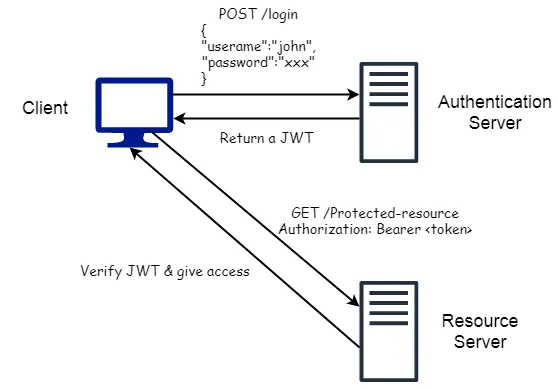 POST /login
{
"userame":"john",
"password":"xxx"
}
Client
Authentication
Server
Return a JWT
GET /Protected-resource
Authorization: Bearer <token>
Verify JWT & give access
Resource
Server